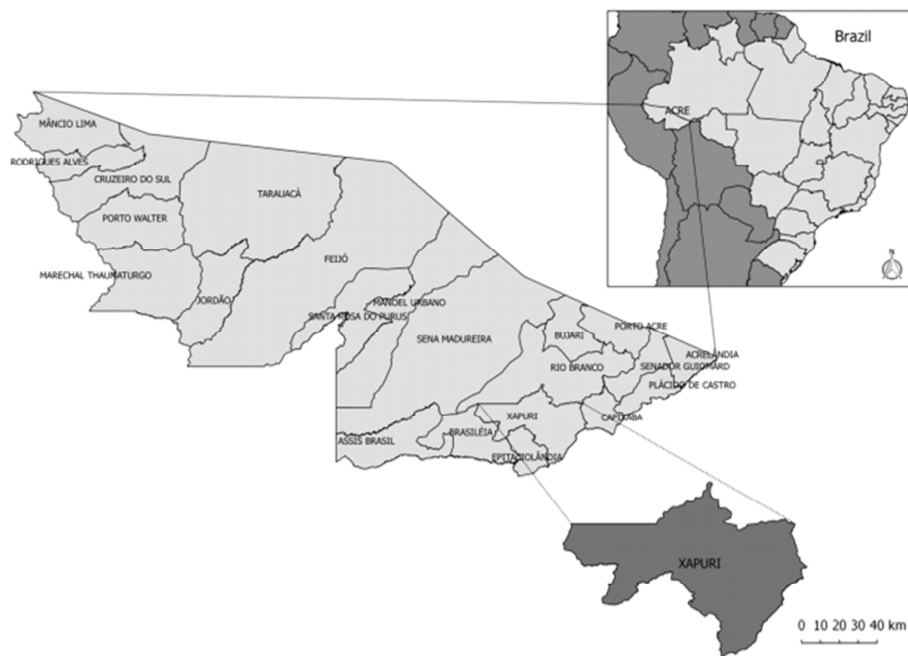 Brazil
ACRE
N
MÂNCIO LIMA
RODRIGUES ALVES
CRUZEIRO DO SUL
TARAUACÁ
PORTO WALTER
FEIJÓ
MARECHAL THAUMATURGO
JORDÃO
MANOEL URBANO
SANTA ROSA DO PURUS
SENA MADUREIRA
BUJARI
PORTO ACRE
ACRELÂNDIA
SENADOR GUIOMARD
RIO BRANCO
PLÁCIDO DE CASTRO
XAPURI
CAPIXABA
BRASILÉIA
ASSIS BRASIL
EPITACIOLÂNDIA
XAPURI
0 10 20 30 40 km